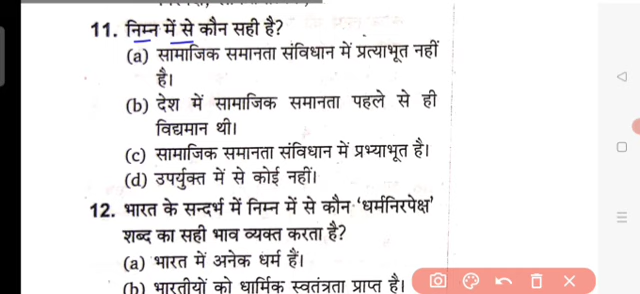 11. निम्न में से कौन सही है?
(a) सामाजिक समानता संविधान में प्रत्याभूत नहीं
है।
(b) देश में सामाजिक समानता पहले से ही
विद्यमान थी।
(c) सामाजिक समानता संविधान में प्रभ्याभूत है।
(d) उपर्युक्त में से कोई नहीं।
12. भारत के सन्दर्भ में निम्न में से कौन 'धर्मनिरपेक्ष'
शब्द का सही भाव व्यक्त करता है?
(a) भारत में अनेक धर्म हैं।
(b) भारतीयों को धार्मिक स्वतंत्रता प्राप्त है।